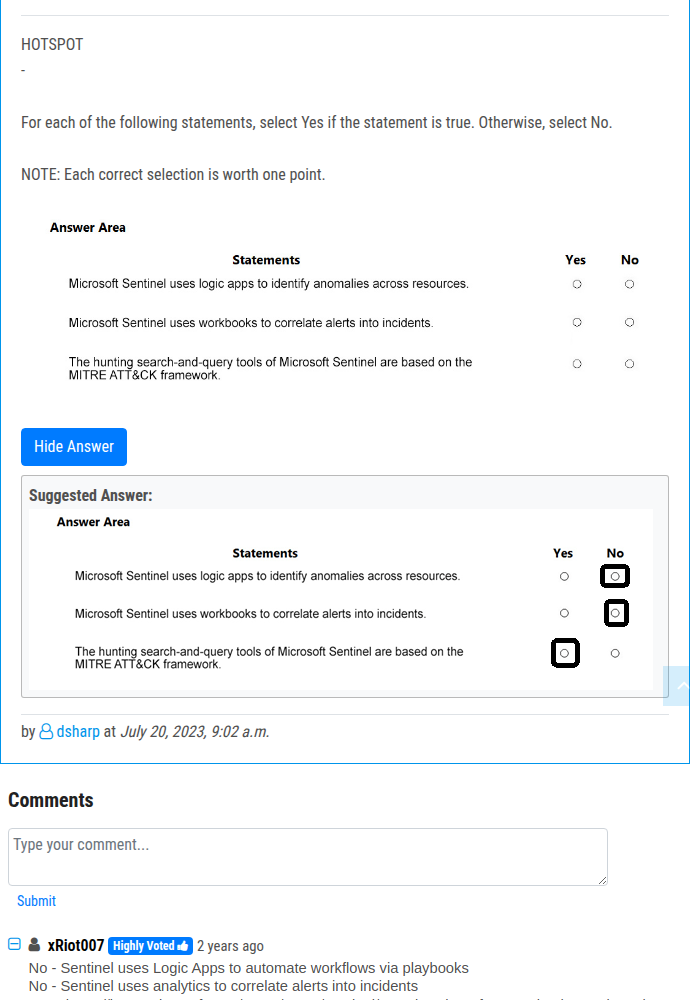 HOTSPOT
-
For each of the following statements, select Yes if the statement is true. Otherwise, select No.
NOTE: Each correct selection is worth one point.
Answer Area
Statements Yes No
Microsoft Sentinel uses logic apps to identify anomalies across resources.
Microsoft Sentinel uses workbooks to correlate alerts into incidents.
The hunting search-and-query tools of Microsoft Sentinel are based on the
MITRE ATT&CK framework.
Hide Answer
Suggested Answer:
Answer Area
Statements Yes No
Microsoft Sentinel uses logic apps to identify anomalies across resources.
Microsoft Sentinel uses workbooks to correlate alerts into incidents.
The hunting search-and-query tools of Microsoft Sentinel are based on the
MITRE ATT&CK framework.
by dsharp at July 20, 2023, 9:02 a.m.
Comments
Type your comment...
Submit
xRiot007 Highly Voted 2 years ago
No - Sentinel uses Logic Apps to automate workflows via playbooks
No - Sentinel uses analytics to correlate alerts into incidents